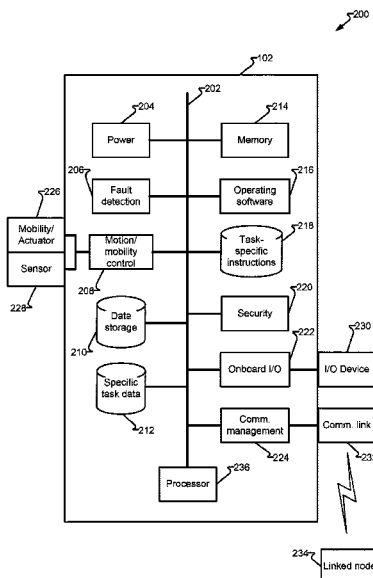 200
102
202
204
Power
214
Memory
206
Fault
detection
216
Operating
software
226
Mobility/
Actuator
Sensor
228
Motion/
mobility
control
208
218
Task-
specific
instructions
Data
storage
210
220
Security
222
Onboard I/O
230
I/O Device
Specific
task data
212
Comm.
management
224
Comm. link
232
236
Processor
234
Linked node